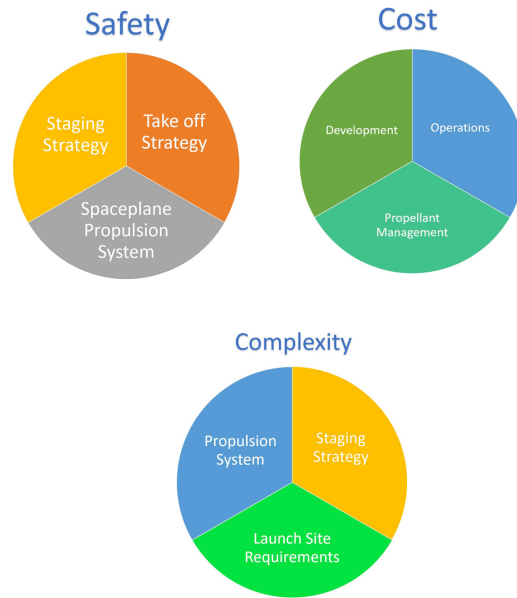 Safety
Staging
Strategy
Take off
Strategy
Spaceplane
Propulsion
System
Cost
Development
Operations
Propellant
Management
Complexity
Propulsion
System
Staging
Strategy
Launch Site
Requirements